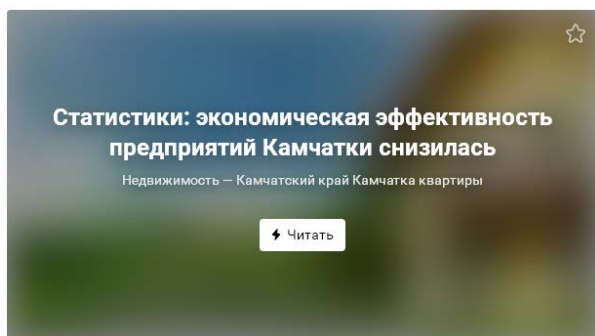 Статистики: экономическая эффективность
предприятий Камчатки снизилась
Недвижимость — Камчатский край Камчатка квартиры
Читать